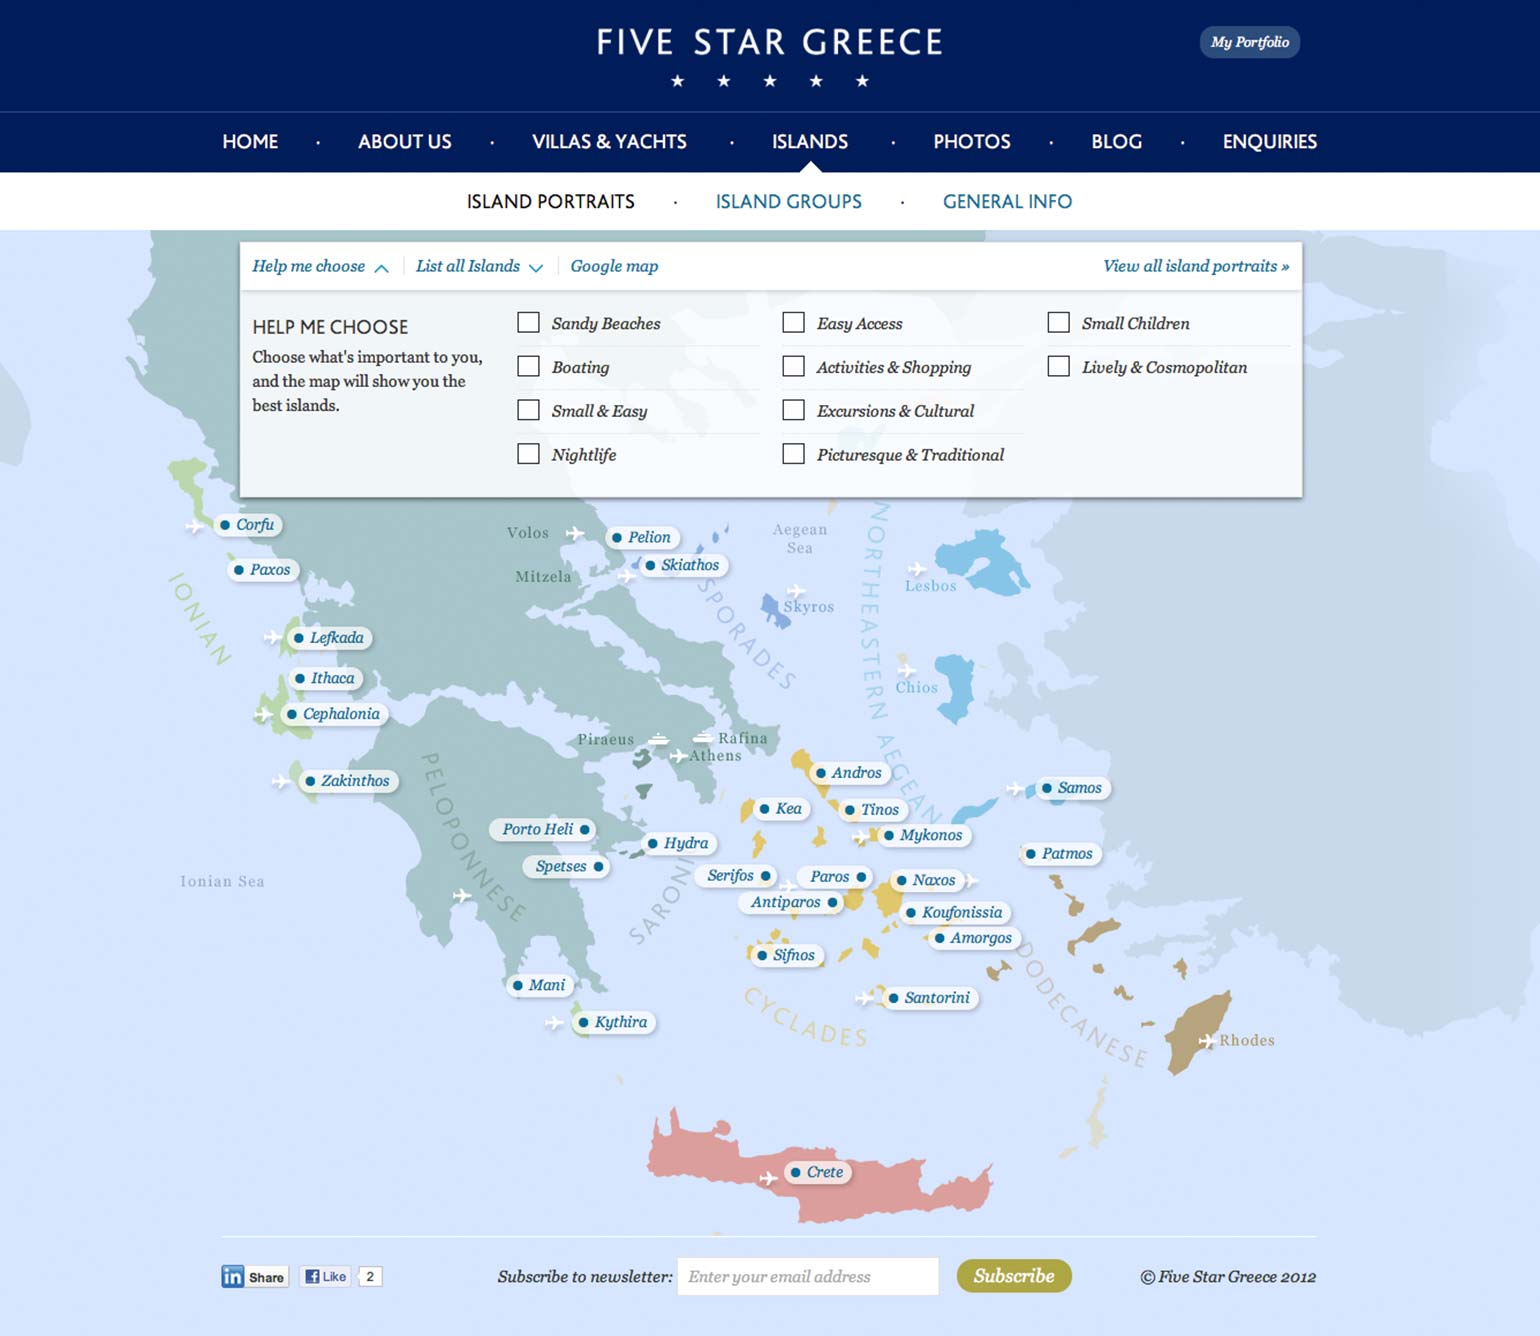 FIVE STAR GREECE
My Portfolio
HOME · ABOUT US · VILLAS & YACHTS · ISLANDS · PHOTOS · BLOG · ENQUIRIES
ISLAND PORTRAITS · ISLAND GROUPS · GENERAL INFO
Help me choose List all Islands Google map View all island portraits »
HELP ME CHOOSE
Choose what's important to you,
and the map will show you the
best islands.
Sandy Beaches
Boating
Small & Easy
Nightlife
Easy Access
Activities & Shopping
Excursions & Cultural
Picturesque & Traditional
Small Children
Lively & Cosmopolitan
Corfu
Paxos
IONIAN
Lefkada
Ithaca
Cephalonia
Zakinthos
Ionian Sea
Volos
Pelion
Skiathos
Mitzela
SPORADES
Aegean
Sea
Skyros
NORTHEASTERN AEGEAN
Lesbos
Chios
Piraeus
Rafina
Athens
PELOPONNESE
Porto Heli
Spetses
Hydra
SARONI
Mani
Kythira
Andros
Kea
Tinos
Mykonos
Samos
Patmos
Serifos
Paros
Naxos
Antiparos
Koufonissia
Amorgos
Sifnos
Santorini
CYCLADES
DODECANESE
Rhodes
Crete
in Share
f Like 2
Subscribe to newsletter: Enter your email address Subscribe
© Five Star Greece 2012